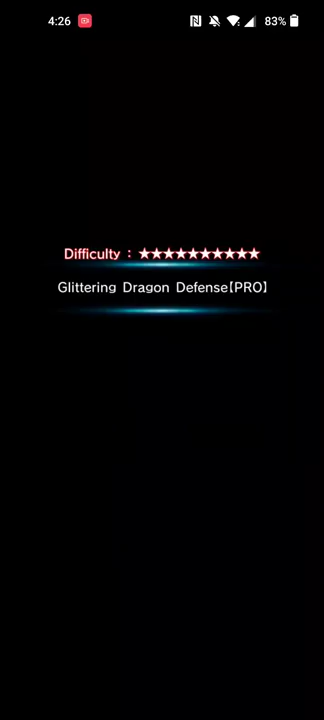 4:26 83%
Difficulty : ★★★★★★★★★★
Glittering Dragon Defense【PRO】